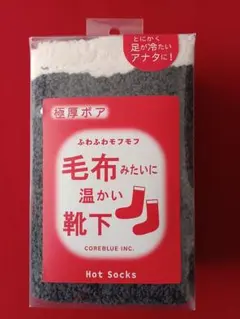 とにかく
足が冷たい
アナタに!
極厚ボア
ふわふわモフモフ
毛布みたいに
温かい
靴下
COREBLUE INC.
Hot Socks